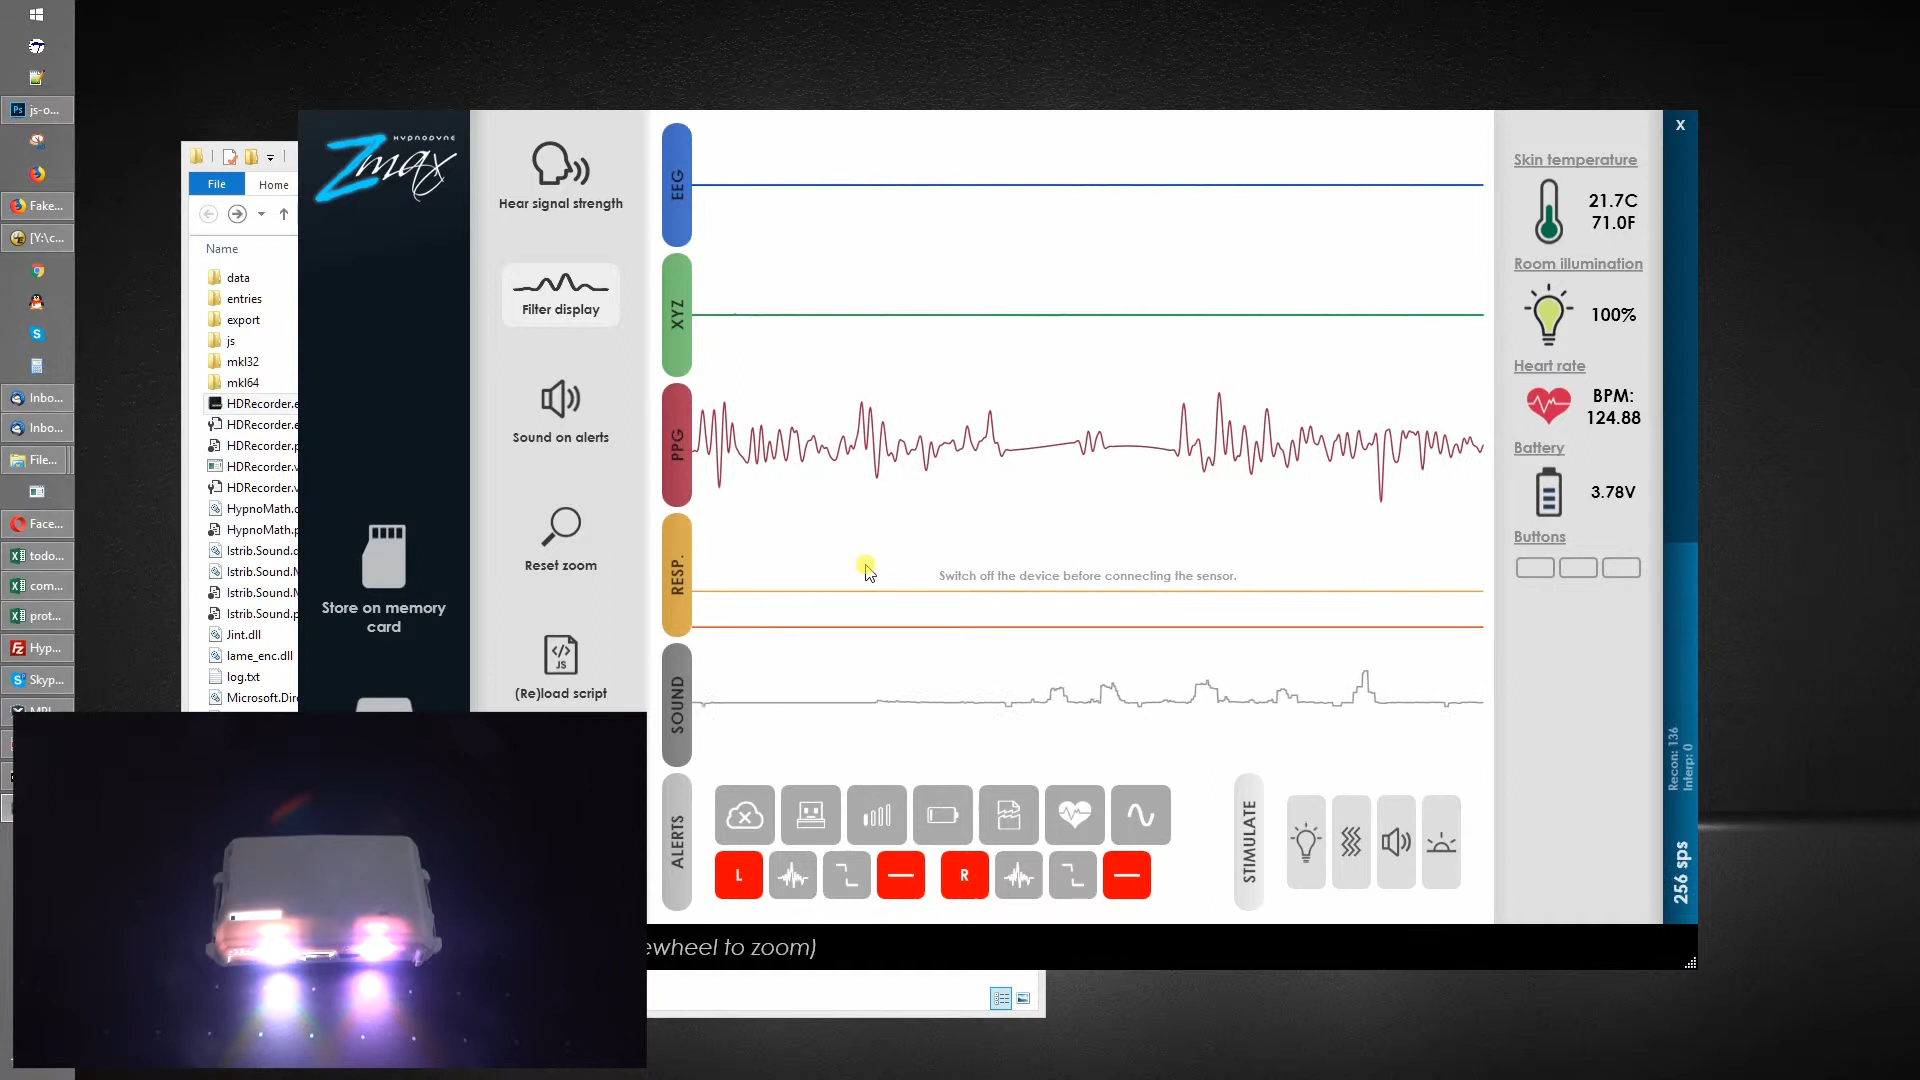 js-o...
Fake...
[Y:\c...
Inbo...
Inbo...
File...
Face...
todo...
com...
prot...
Hyp...
Skyp...
File
Home
Name
data
entries
export
js
mkl32
mkl64
HDRecorder.e
HDRecorder.e
HDRecorder.p
HDRecorder.v
HDRecorder.v
HypnoMath.
HypnoMath.p
Istrib.Sound.
Istrib.Sound.M
Istrib.Sound.M
Istrib.Sound.p
Jint.dll
lame_enc.dll
log.txt
Microsoft.Dire
HYPNODYNE
Zmax
Store on memory
card
Hear signal strength
Filter display
Sound on alerts
Reset zoom
JS
(Re)load script
EEG
XYZ
PPG
RESP.
Switch off the device before connecting the sensor.
SOUND
ALERTS
L
R
STIMULATE
X
Skin temperature
21.7C
71.0F
Room illumination
100%
Heart rate
BPM:
124.88
Battery
3.78V
Buttons
Recon: 136
Interp: 0
256 sps
ewheel to zoom)